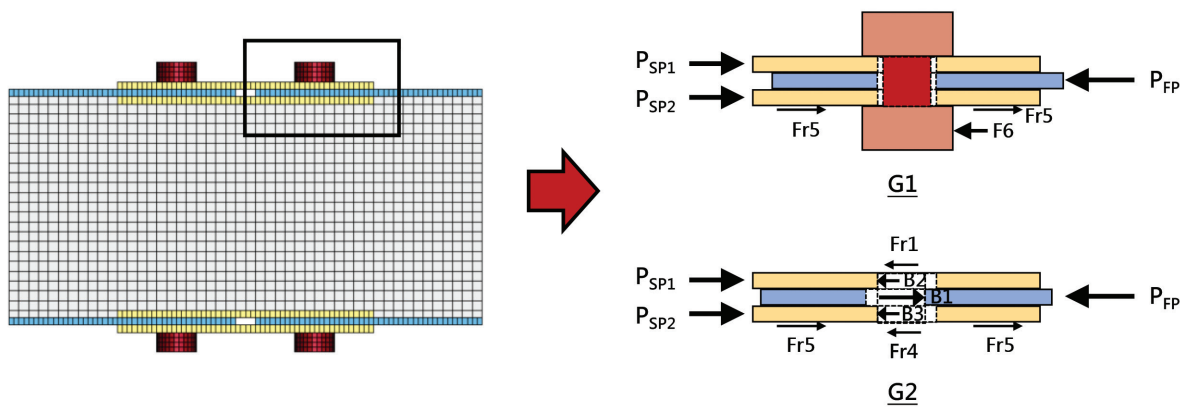 P_SP1
P_FP
P_SP2
Fr5
Fr5
F6
G1
Fr1
P_SP1
B2
B1
P_FP
P_SP2
B3
Fr5
Fr4
Fr5
G2